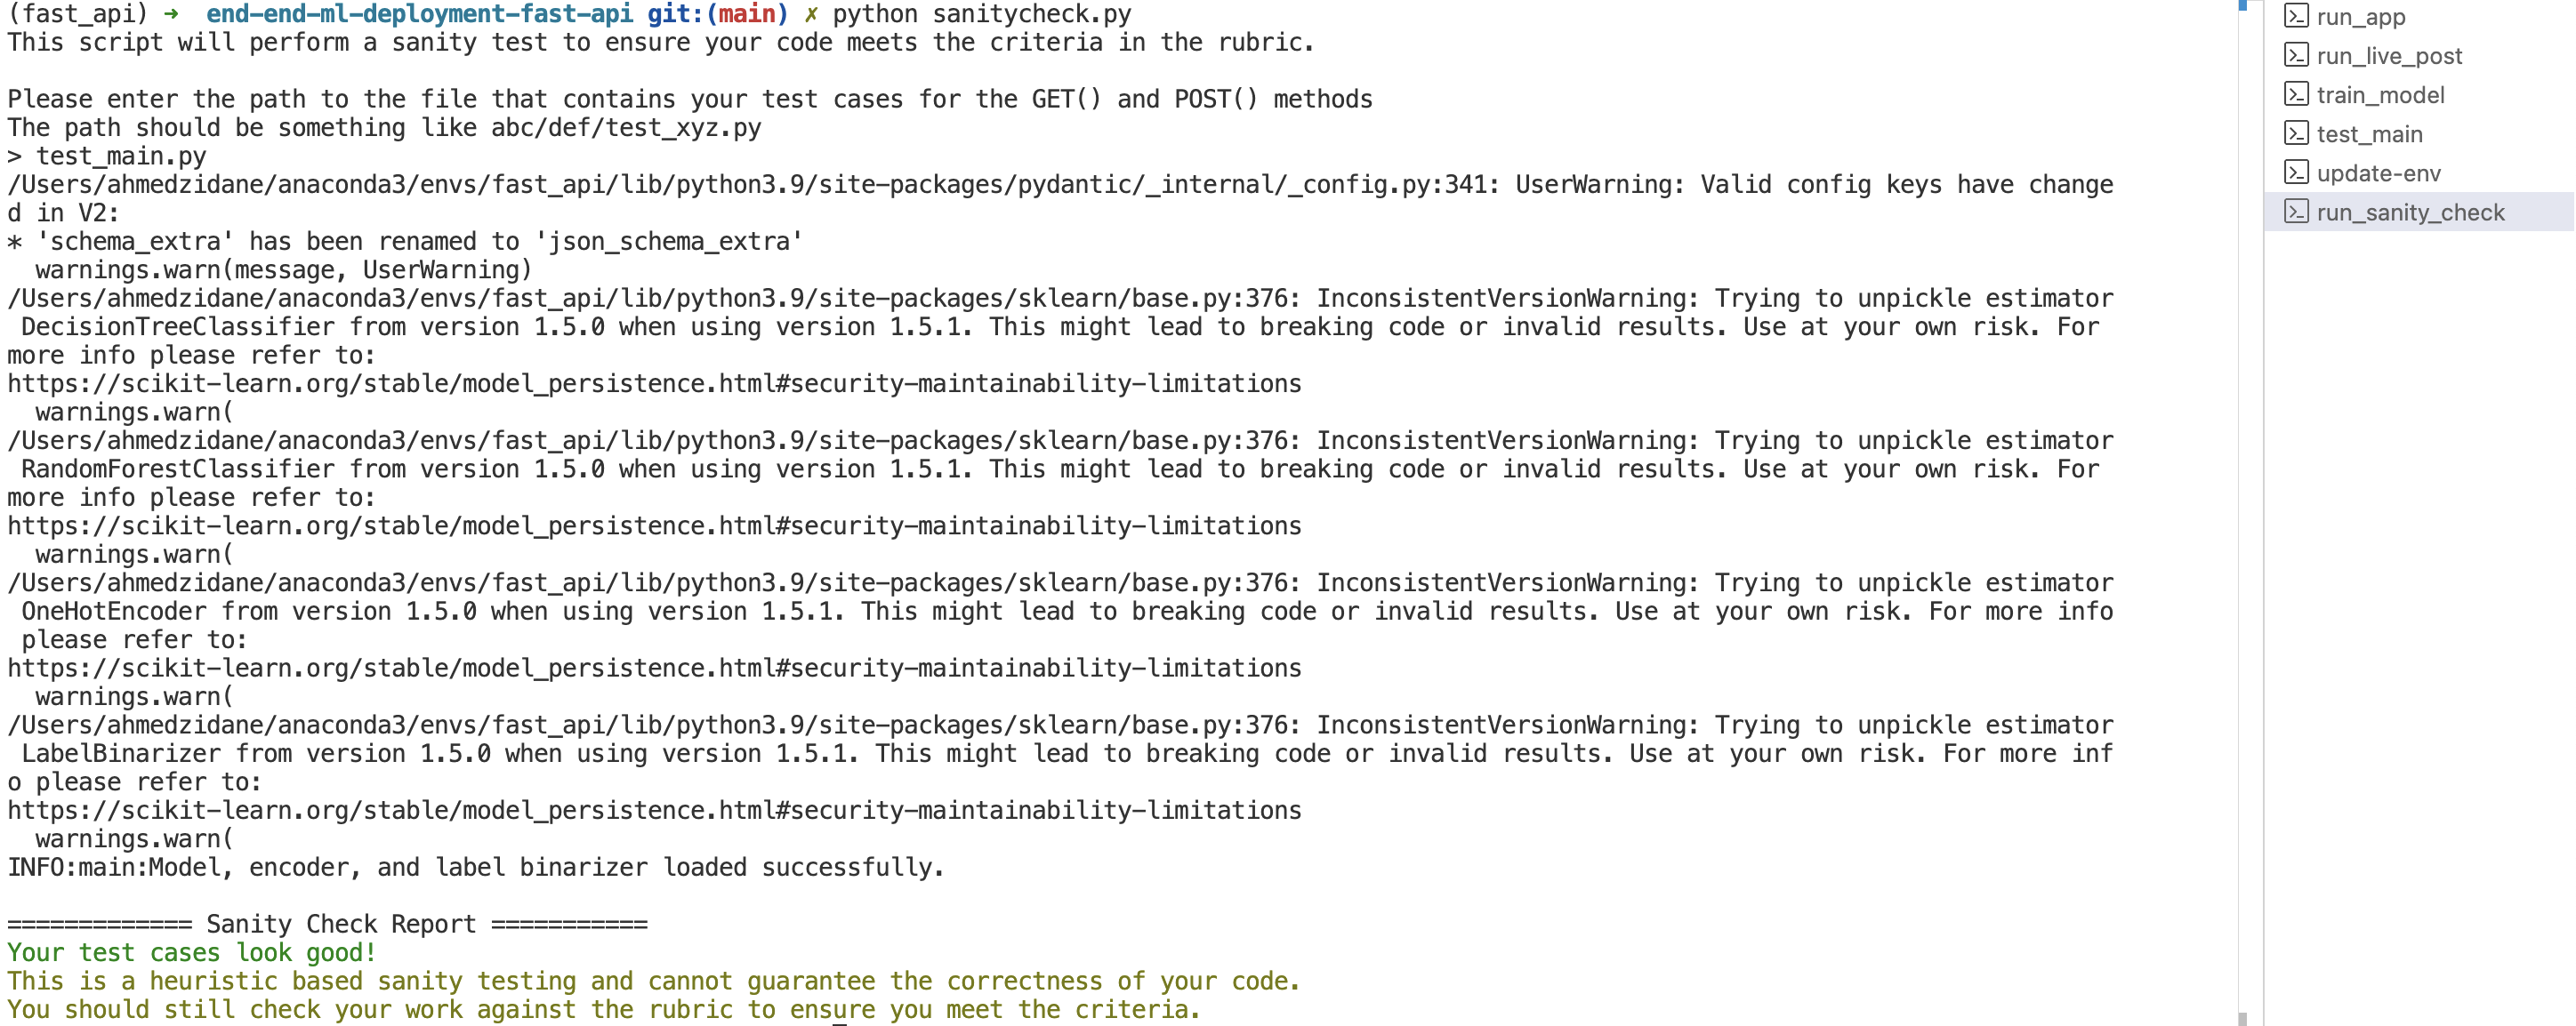 (fast_api) → end-end-ml-deployment-fast-api git:(main) ✗ python sanitycheck.py
This script will perform a sanity test to ensure your code meets the criteria in the rubric.
Please enter the path to the file that contains your test cases for the GET() and POST() methods
The path should be something like abc/def/test_xyz.py
> test_main.py
/Users/ahmedzidane/anaconda3/envs/fast_api/lib/python3.9/site-packages/pydantic/_internal/_config.py:341: UserWarning: Valid config keys have change
d in V2:
* 'schema_extra' has been renamed to 'json_schema_extra'
  warnings.warn(message, UserWarning)
/Users/ahmedzidane/anaconda3/envs/fast_api/lib/python3.9/site-packages/sklearn/base.py:376: InconsistentVersionWarning: Trying to unpickle estimator
 DecisionTreeClassifier from version 1.5.0 when using version 1.5.1. This might lead to breaking code or invalid results. Use at your own risk. For
more info please refer to:
https://scikit-learn.org/stable/model_persistence.html#security-maintainability-limitations
  warnings.warn(
/Users/ahmedzidane/anaconda3/envs/fast_api/lib/python3.9/site-packages/sklearn/base.py:376: InconsistentVersionWarning: Trying to unpickle estimator
 RandomForestClassifier from version 1.5.0 when using version 1.5.1. This might lead to breaking code or invalid results. Use at your own risk. For
more info please refer to:
https://scikit-learn.org/stable/model_persistence.html#security-maintainability-limitations
  warnings.warn(
/Users/ahmedzidane/anaconda3/envs/fast_api/lib/python3.9/site-packages/sklearn/base.py:376: InconsistentVersionWarning: Trying to unpickle estimator
 OneHotEncoder from version 1.5.0 when using version 1.5.1. This might lead to breaking code or invalid results. Use at your own risk. For more info
 please refer to:
https://scikit-learn.org/stable/model_persistence.html#security-maintainability-limitations
  warnings.warn(
/Users/ahmedzidane/anaconda3/envs/fast_api/lib/python3.9/site-packages/sklearn/base.py:376: InconsistentVersionWarning: Trying to unpickle estimator
 LabelBinarizer from version 1.5.0 when using version 1.5.1. This might lead to breaking code or invalid results. Use at your own risk. For more inf
o please refer to:
https://scikit-learn.org/stable/model_persistence.html#security-maintainability-limitations
  warnings.warn(
INFO:main:Model, encoder, and label binarizer loaded successfully.
============= Sanity Check Report ===========
Your test cases look good!
This is a heuristic based sanity testing and cannot guarantee the correctness of your code.
You should still check your work against the rubric to ensure you meet the criteria.
run_app
run_live_post
train_model
test_main
update-env
run_sanity_check